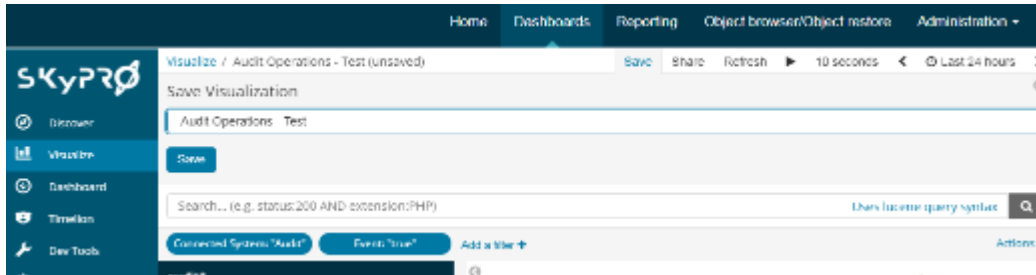 Home Dashboards Reporting Object browser/Object restore Administration
SKyPRO
Visualize / Audit Operations - Test (unsaved) Save Share Refresh 10 seconds Last 24 hours
Save Visualization
Discover
Audit Operations - Test
Visualize
Save
Dashboard
Search... (e.g. status:200 AND extension:PHP) Uses lucene query syntax
Timelion
Dev Tools
Connected System: "Audit" Event: "true" Add a filter + Actions